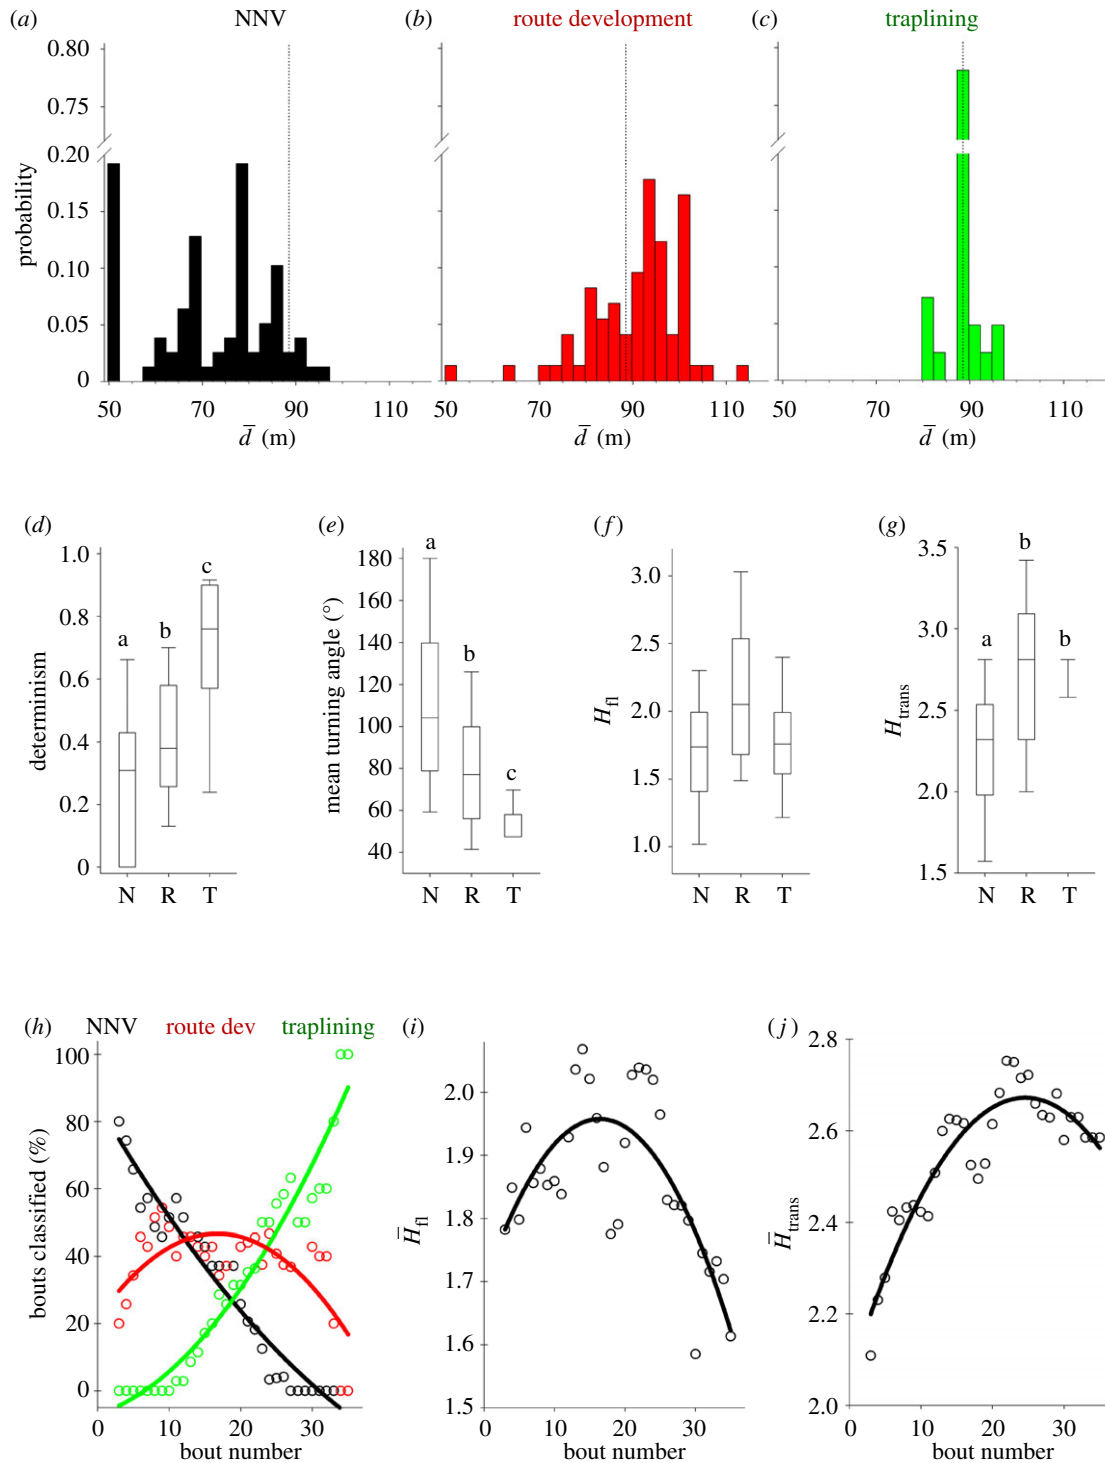 (a) NNV (b) route development (c) traplining
0.80
0.75
0.20
0.15
0.10
0.05
0
probability
50 70 90 110 50 70 90 110 50 70 90 110
d̅ (m) d̅ (m) d̅ (m)
(d) (e) (f) (g)
1.0
0.8
0.6
0.4
0.2
0
determinism
a b c
N R T
180
160
140
120
100
80
60
40
mean turning angle (°)
a b c
N R T
3.0
2.5
2.0
1.5
1.0
H_fl
N R T
3.5
3.0
2.5
2.0
1.5
H_trans
a b b
N R T
(h) NNV route dev traplining (i) (j)
100
80
60
40
20
0
bouts classified (%)
0 10 20 30
bout number
2.0
1.9
1.8
1.7
1.6
1.5
H̅_fl
0 10 20 30
bout number
2.8
2.6
2.4
2.2
2.0
H̅_trans
0 10 20 30
bout number